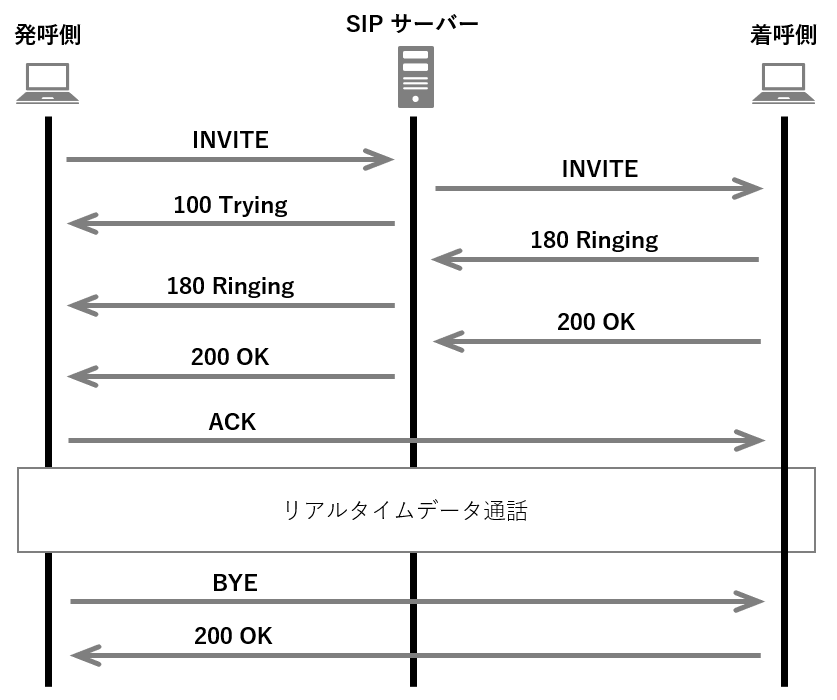 発呼側
SIP サーバー
着呼側
INVITE
INVITE
100 Trying
180 Ringing
180 Ringing
200 OK
200 OK
ACK
リアルタイムデータ通話
BYE
200 OK